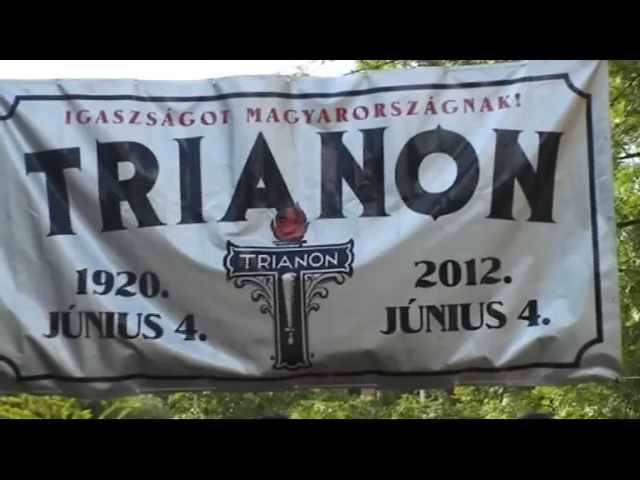 IGASZSÁGOT MAGYARORSZÁGNAK!
TRIANON
TRIANON
1920.
JÚNIUS 4.
2012.
JÚNIUS 4.